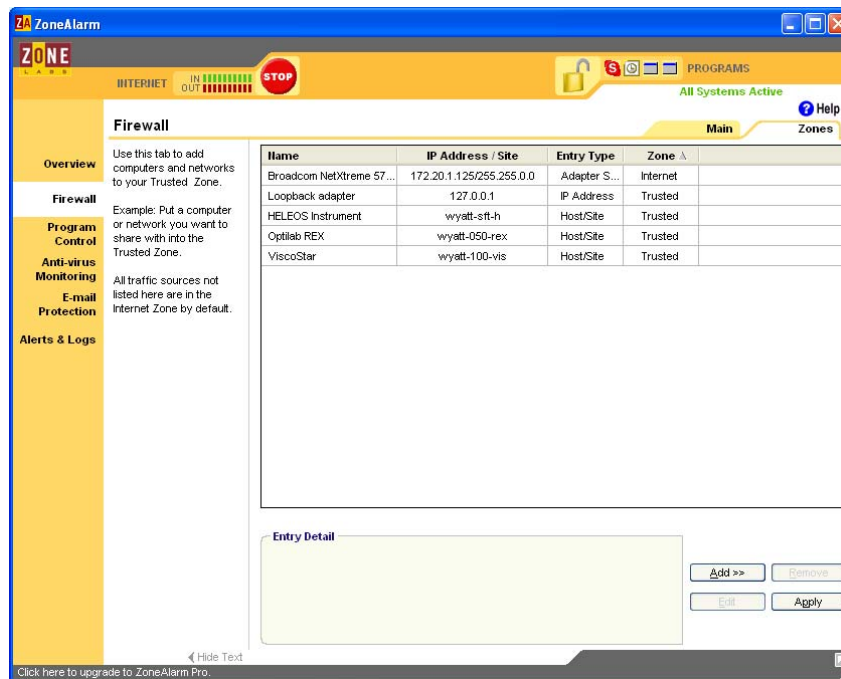 ZA ZoneAlarm
ZONE
LABS
INTERNET
IN
OUT
STOP
S
PROGRAMS
All Systems Active
? Help
Firewall
Main
Zones
Overview
Firewall
Program
Control
Anti-virus
Monitoring
E-mail
Protection
Alerts & Logs
Use this tab to add
computers and networks
to your Trusted Zone.
Example: Put a computer
or network you want to
share with into the
Trusted Zone.
All traffic sources not
listed here are in the
Internet Zone by default.
Name IP Address / Site Entry Type Zone
Broadcom NetXtreme 57... 172.20.1.125/255.255.0.0 Adapter S... Internet
Loopback adapter 127.0.0.1 IP Address Trusted
HELEOS Instrument wyatt-sft-h Host/Site Trusted
Optilab REX wyatt-050-rex Host/Site Trusted
ViscoStar wyatt-100-vis Host/Site Trusted
Entry Detail
Add >> Remove
Edit Apply
Hide Text
Click here to upgrade to ZoneAlarm Pro.